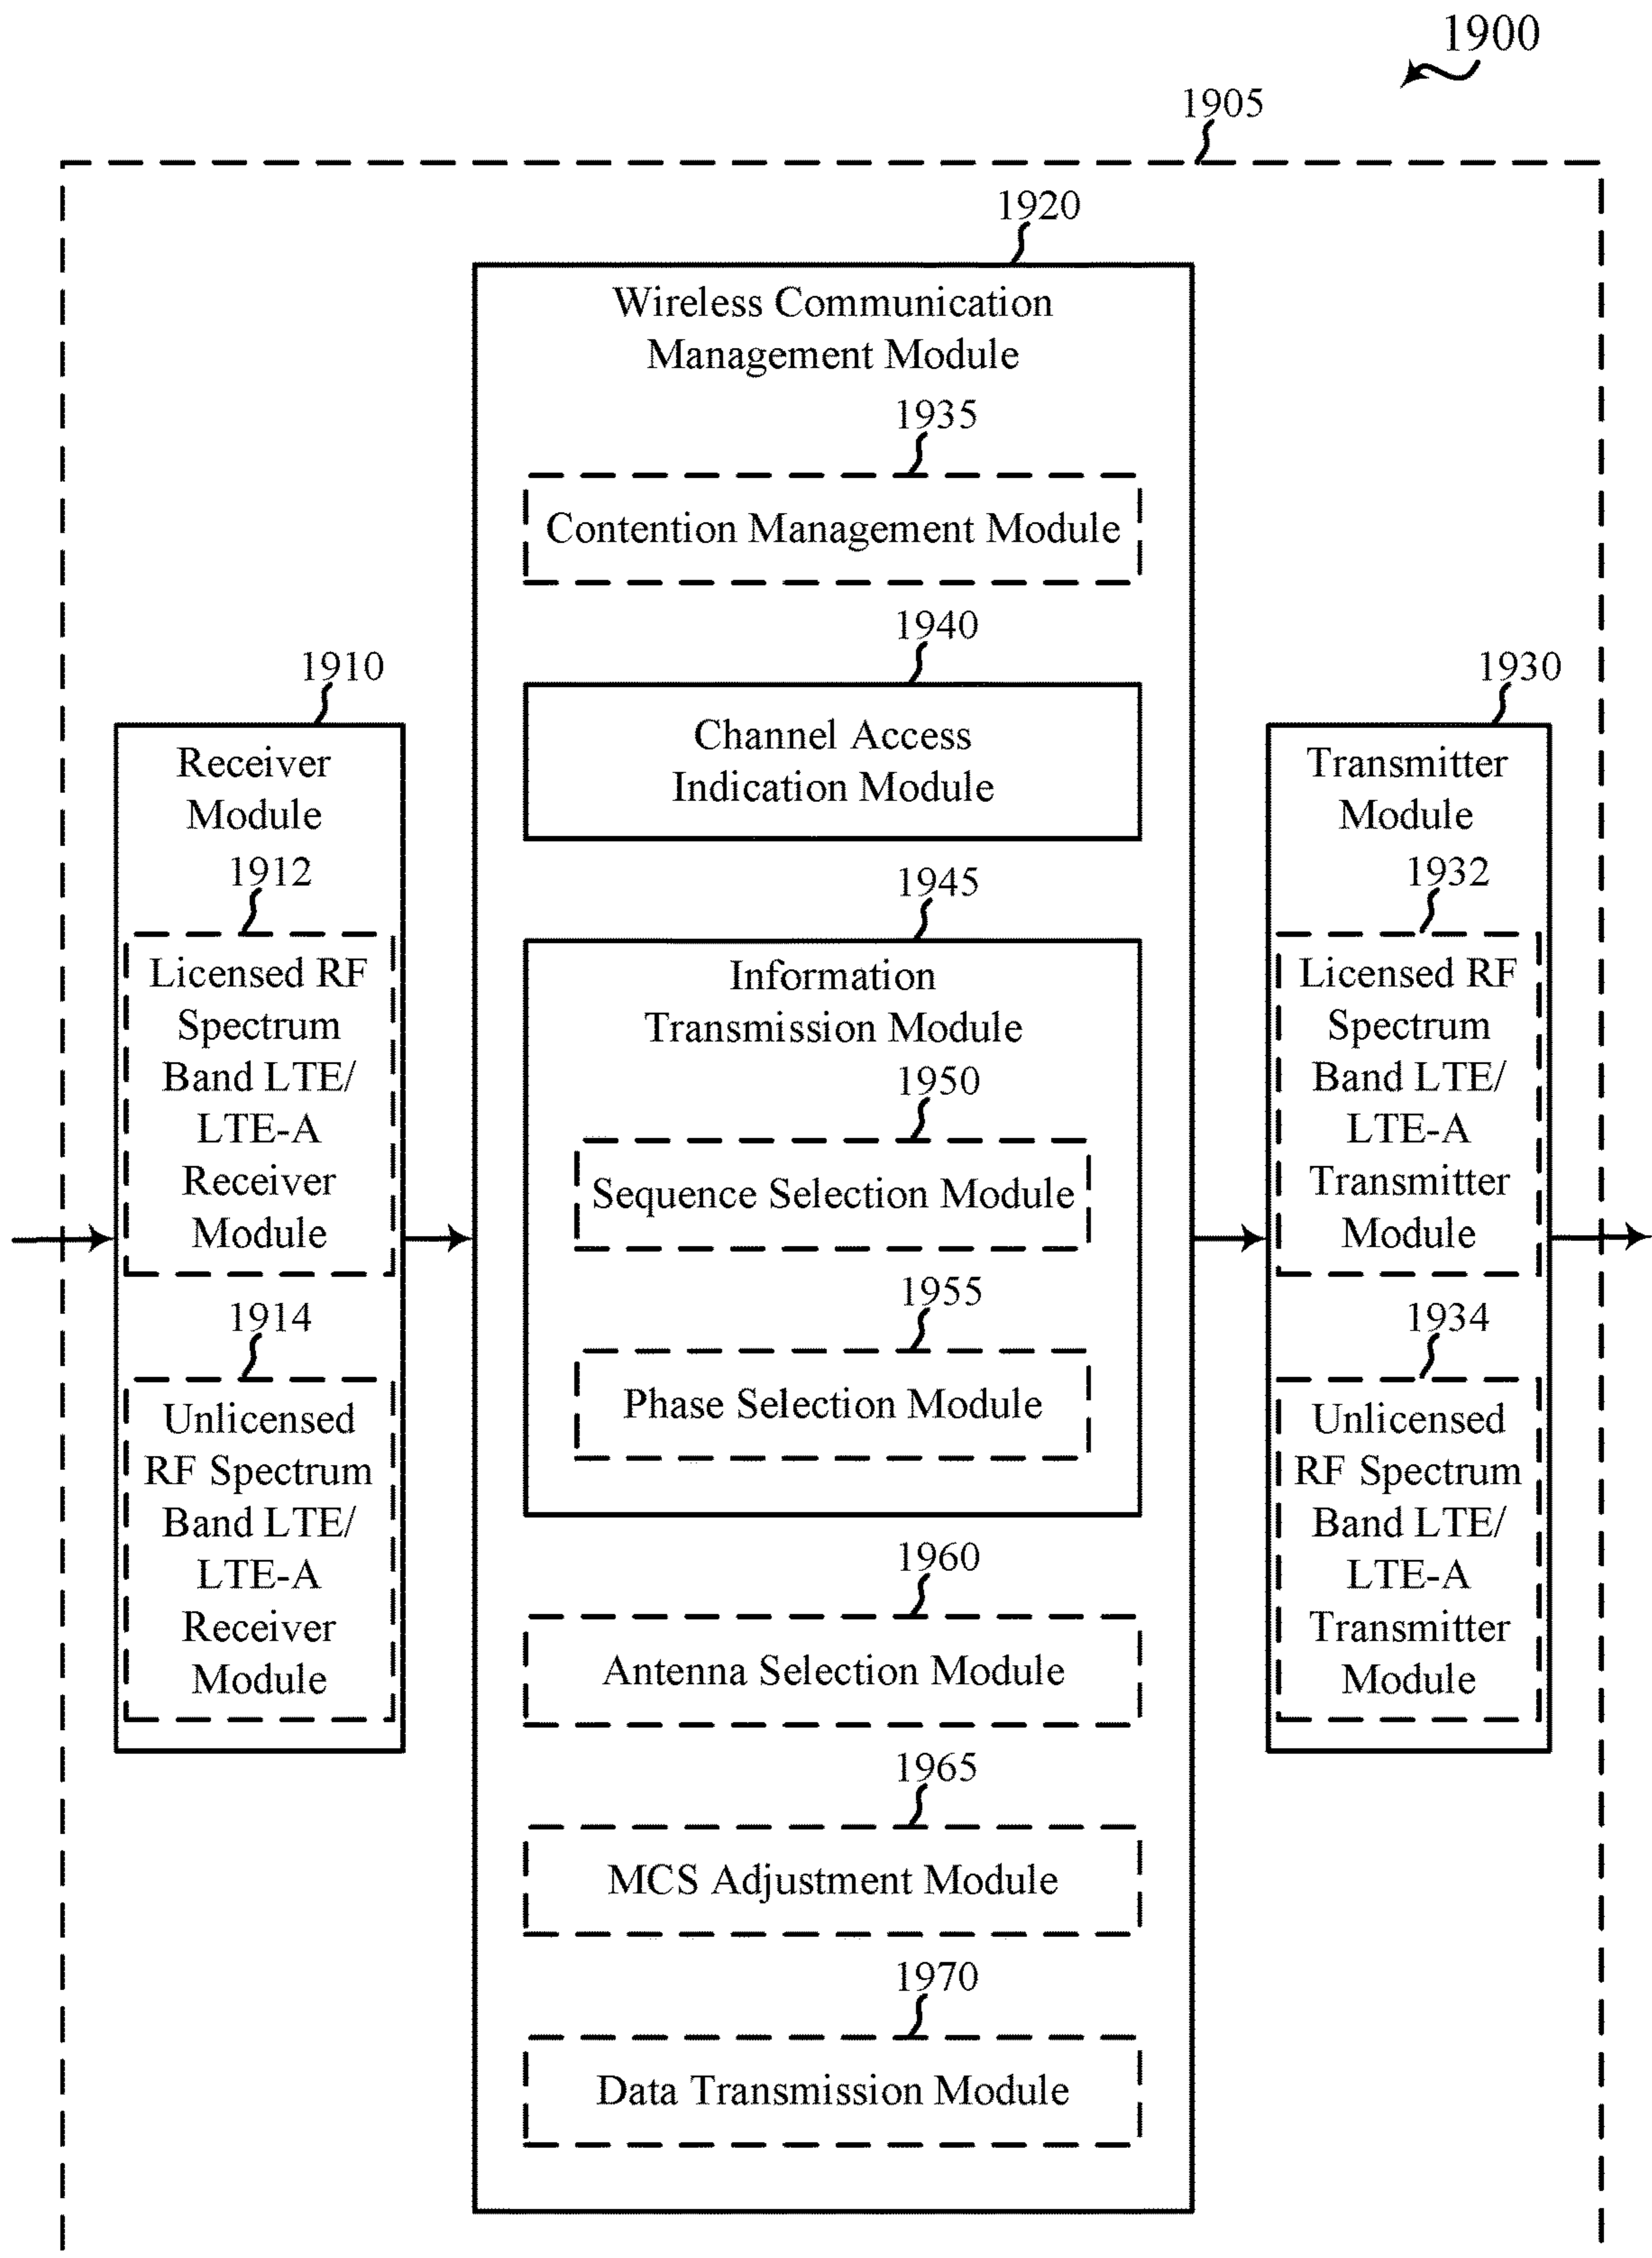 1900
1905
1920
Wireless Communication
Management Module
1935
Contention Management Module
1940
Channel Access
Indication Module
1945
Information
Transmission Module
1950
Sequence Selection Module
1955
Phase Selection Module
1960
Antenna Selection Module
1965
MCS Adjustment Module
1970
Data Transmission Module
1910
Receiver
Module
1912
Licensed RF
Spectrum
Band LTE/
LTE-A
Receiver
Module
1914
Unlicensed
RF Spectrum
Band LTE/
LTE-A
Receiver
Module
1930
Transmitter
Module
1932
Licensed RF
Spectrum
Band LTE/
LTE-A
Transmitter
Module
1934
Unlicensed
RF Spectrum
Band LTE/
LTE-A
Transmitter
Module